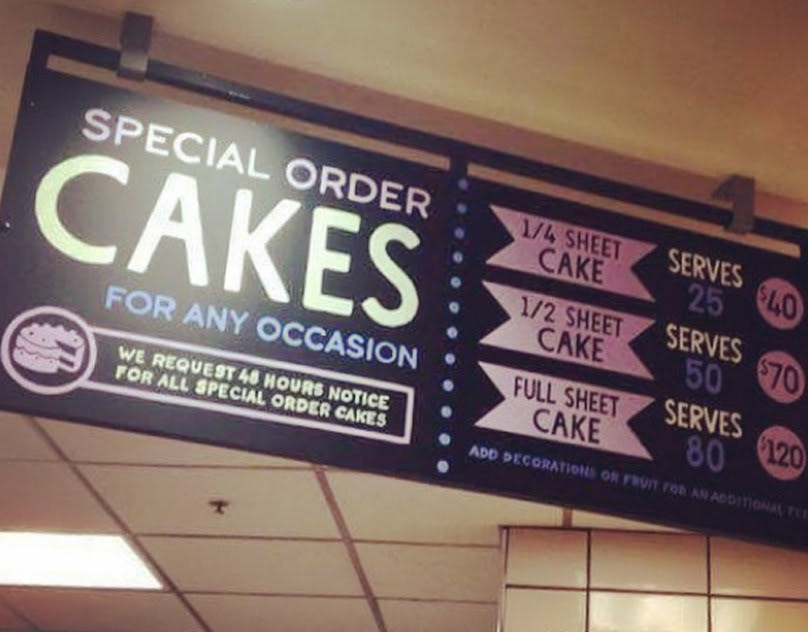 SPECIAL ORDER
CAKES
FOR ANY OCCASION
WE REQUEST 48 HOURS NOTICE
FOR ALL SPECIAL ORDER CAKES
1/4 SHEET
CAKE
SERVES
25
$40
1/2 SHEET
CAKE
SERVES
50
$70
FULL SHEET
CAKE
SERVES
80
$120
ADD DECORATIONS OR FRUIT FOR AN ADDITIONAL